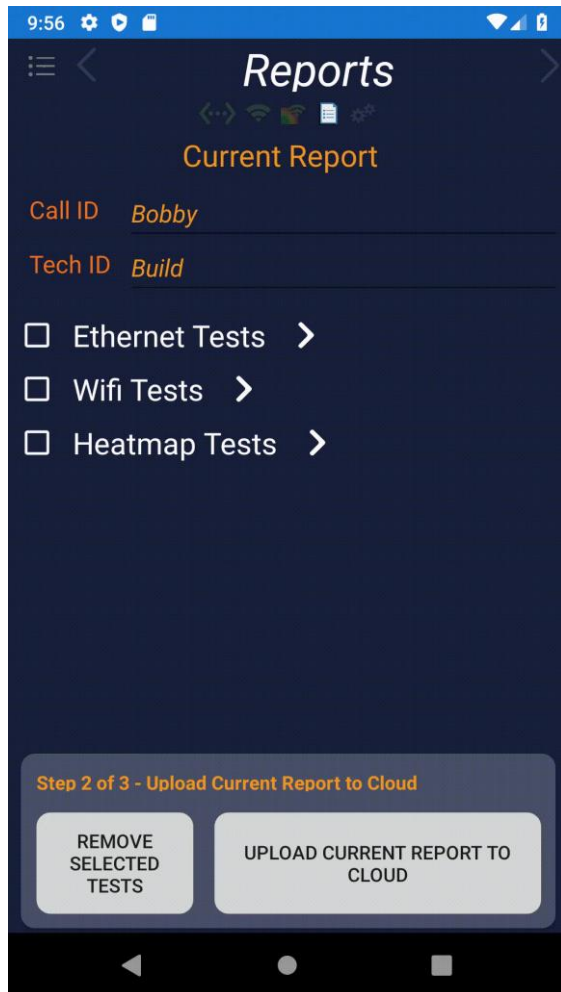 9:56
Reports
Current Report
Call ID Bobby
Tech ID Build
Ethernet Tests
Wifi Tests
Heatmap Tests
Step 2 of 3 - Upload Current Report to Cloud
REMOVE
SELECTED
TESTS
UPLOAD CURRENT REPORT TO
CLOUD